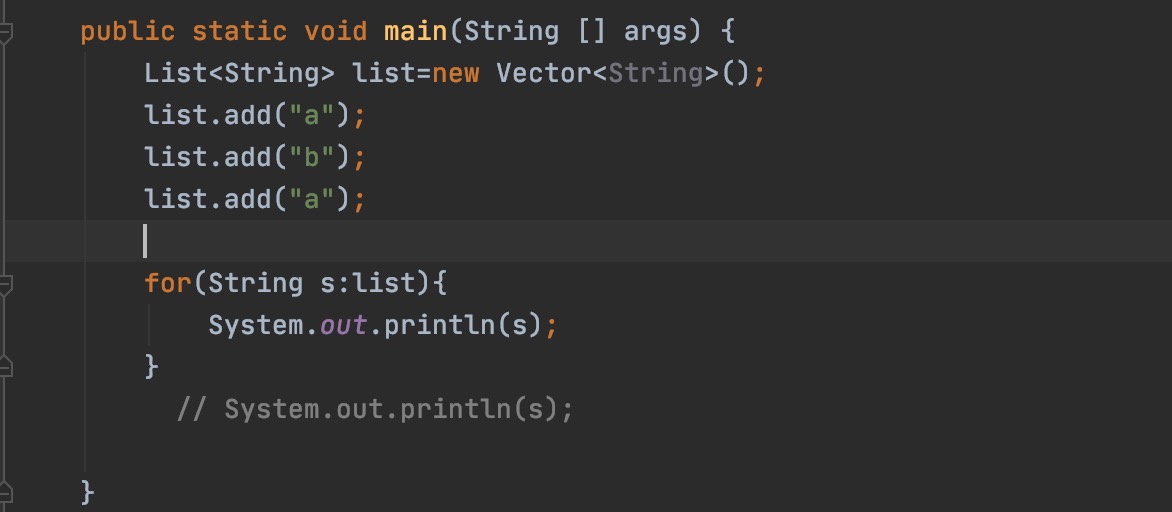 public static void main(String [] args) {
List<String> list=new Vector<String>();
list.add("a");
list.add("b");
list.add("a");
for(String s:list){
System.out.println(s);
}
// System.out.println(s);
}